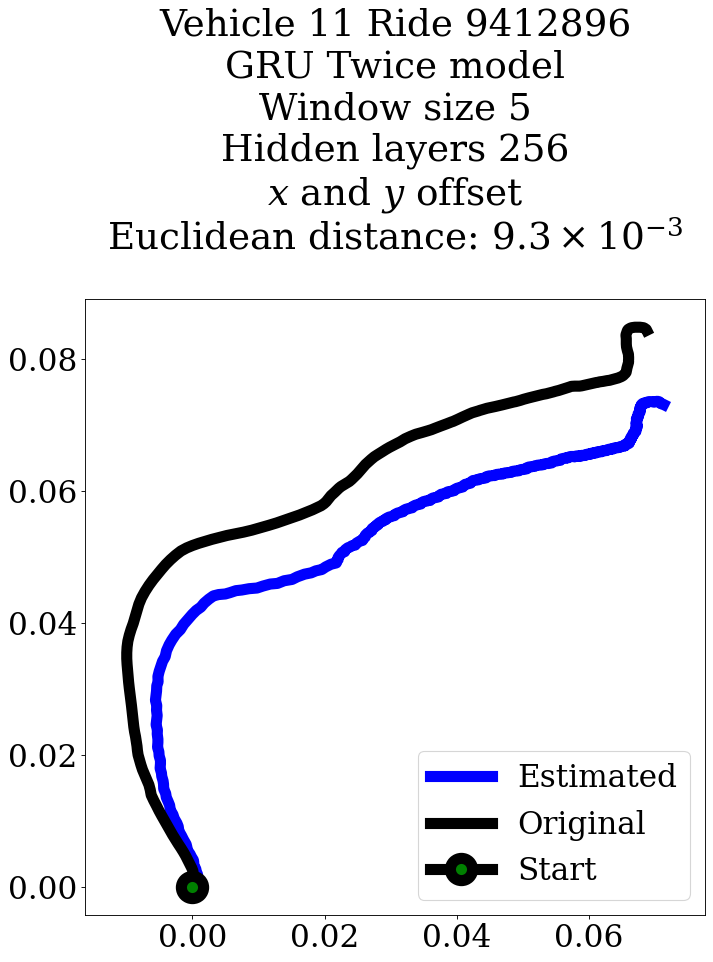 Vehicle 11 Ride 9412896
GRU Twice model
Window size 5
Hidden layers 256
x and y offset
Euclidean distance: 9.3 × 10⁻³
0.08
0.06
0.04
0.02
0.00
Estimated
Original
Start
0.00 0.02 0.04 0.06